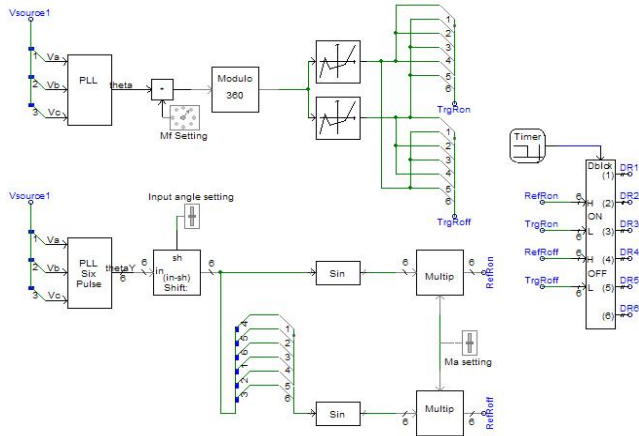 Vsource1
1 Va
2 Vb
3 Vc
PLL
theta
*
Mf Setting
Modulo
360
1
2
3
4
5
6
TrgRon
1
2
3
4
5
6
TrgRoff
Timer
Dblck
(1) DR1
RefRon 6 H (2) DR2
ON
TrgRon 6 L (3) DR3
RefRoff 6 H (4) DR4
OFF
TrgRoff 6 L (5) DR5
(6) DR6
Vsource1
1 Va
2 Vb
3 Vc
PLL
Six
Pulse
thetaY
6
Input angle setting
6
sh
in
(in-sh)
Shift:
6
Sin
6
Multip
6
RefRon
4
5
6
1
2
3
1
2
3
4
5
6
Ma setting
Sin
6
Multip
6
RefRoff